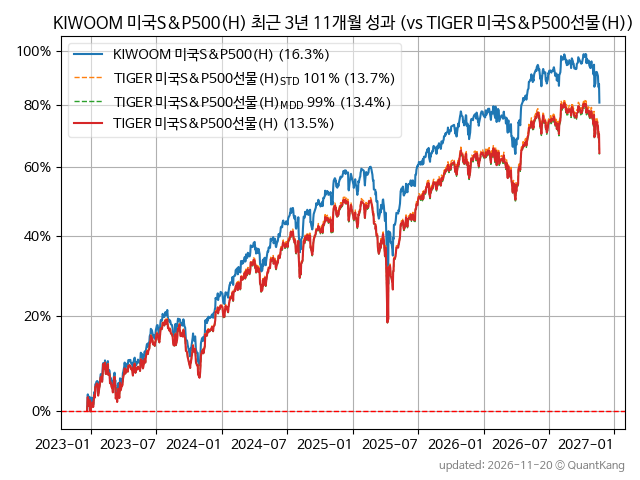 KIWOOM 미국S&P500(H) 최근 3년 11개월 성과 (vs TIGER 미국S&P500선물(H))
100%
80%
60%
40%
20%
0%
KIWOOM 미국S&P500(H) (16.3%)
TIGER 미국S&P500선물(H)STD 101% (13.7%)
TIGER 미국S&P500선물(H)MDD 99% (13.4%)
TIGER 미국S&P500선물(H) (13.5%)
2023-01 2023-07 2024-01 2024-07 2025-01 2025-07 2026-01 2026-07 2027-01
updated: 2026-11-20 © QuantKang